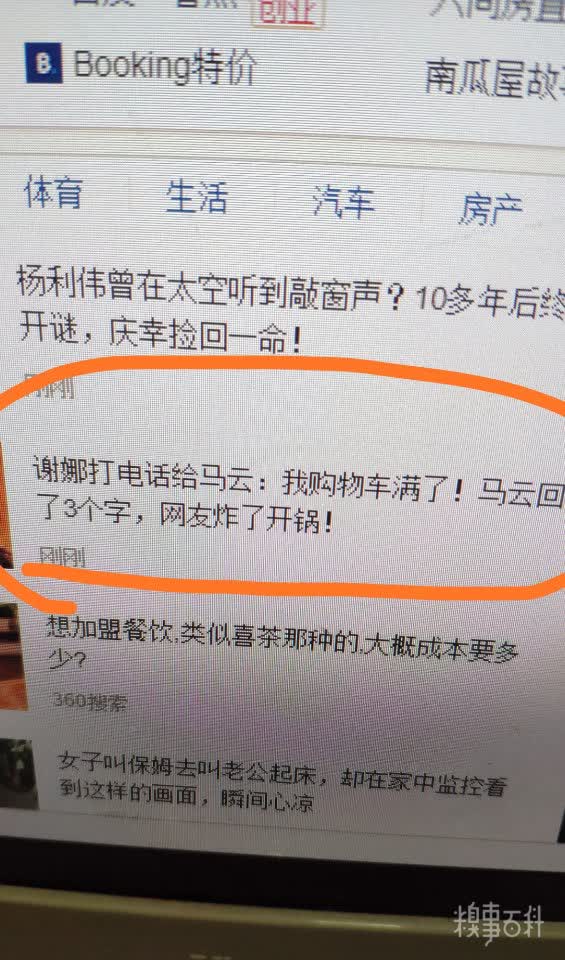 创业
Booking特价
南瓜屋故
体育 生活 汽车 房产
杨利伟曾在太空听到敲窗声？10多年后终
开谜，庆幸捡回一命！
刚刚
谢娜打电话给马云：我购物车满了！马云回
了3个字，网友炸了开锅！
刚刚
想加盟餐饮,类似喜茶那种的,大概成本要多
少?
360搜索
女子叫保姆去叫老公起床，却在家中监控看
到这样的画面，瞬间心凉
糗事百科